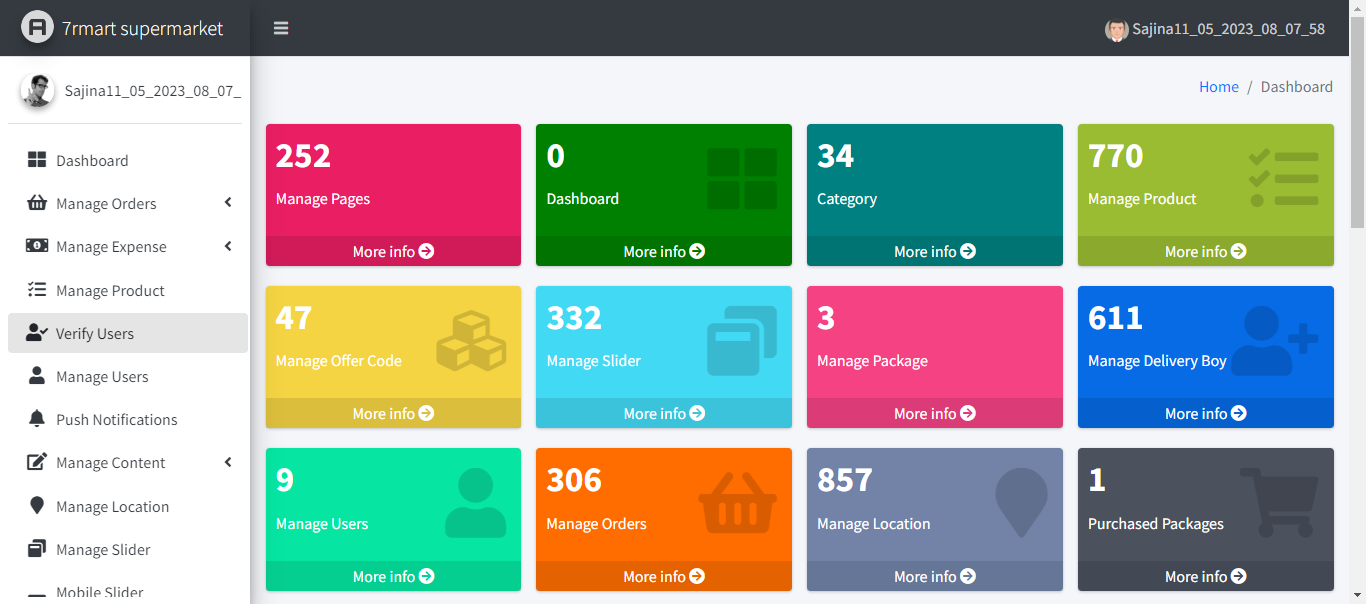 7rmart supermarket
Sajina11_05_2023_08_07_58
Sajina11_05_2023_08_07_
Home / Dashboard
Dashboard
Manage Orders
Manage Expense
Manage Product
Verify Users
Manage Users
Push Notifications
Manage Content
Manage Location
Manage Slider
Mobile Slider
252
Manage Pages
More info
0
Dashboard
More info
34
Category
More info
770
Manage Product
More info
47
Manage Offer Code
More info
332
Manage Slider
More info
3
Manage Package
More info
611
Manage Delivery Boy
More info
9
Manage Users
More info
306
Manage Orders
More info
857
Manage Location
More info
1
Purchased Packages
More info